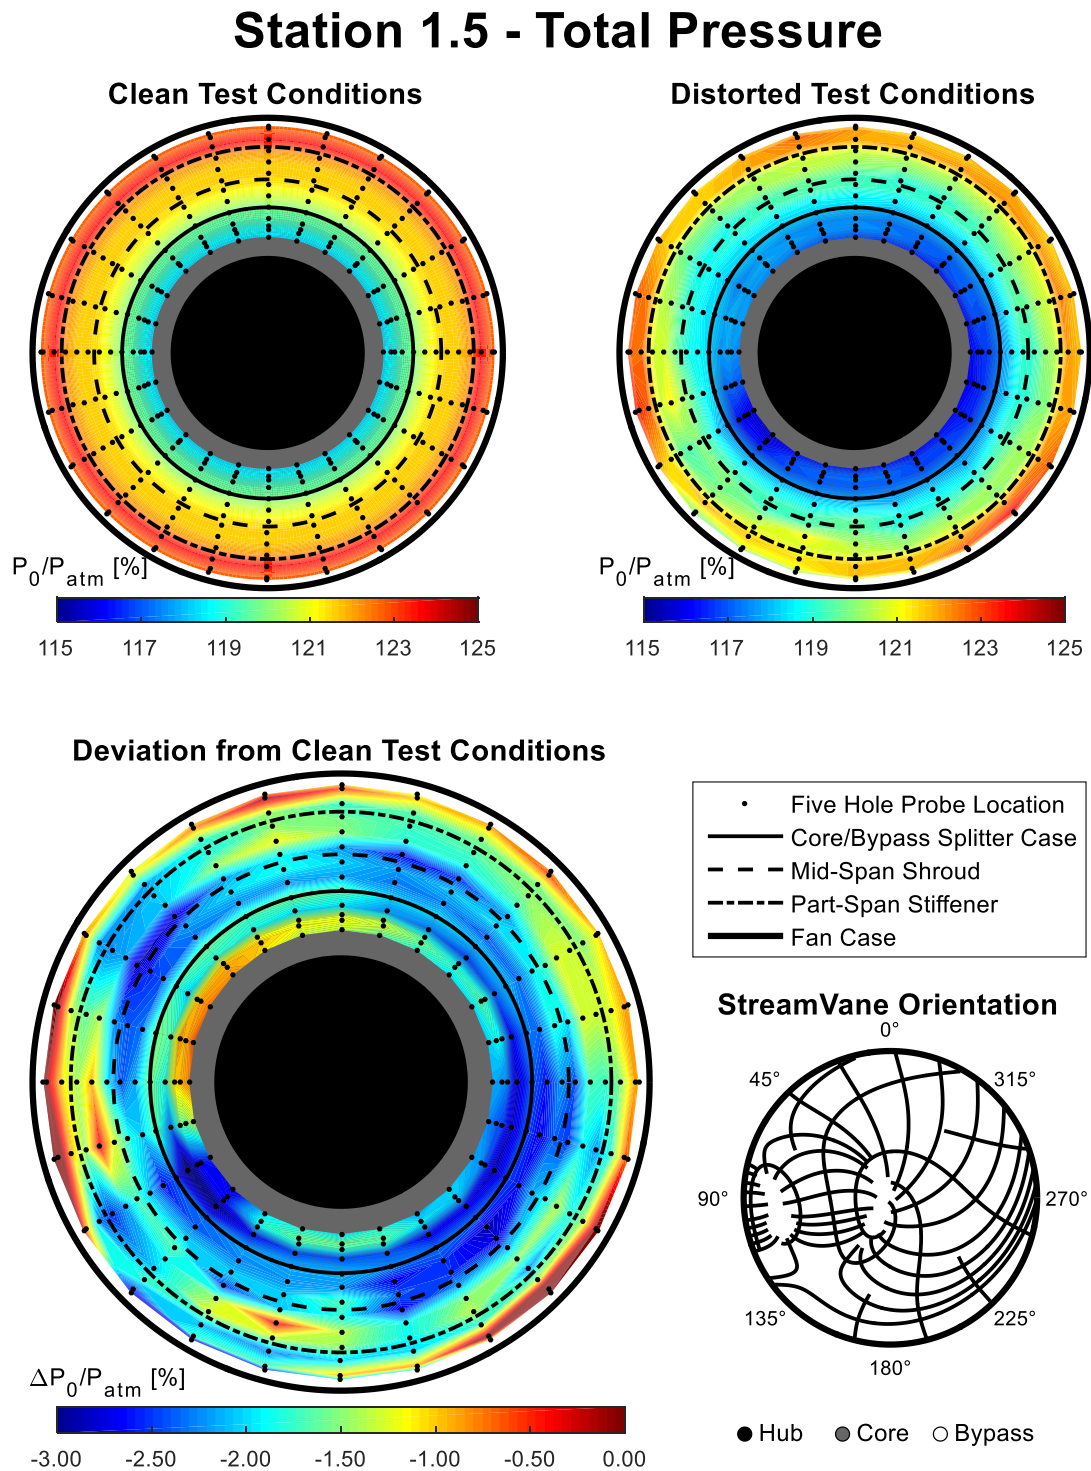 Station 1.5 - Total Pressure
Clean Test Conditions
Distorted Test Conditions
P0/Patm [%]
115 117 119 121 123 125
P0/Patm [%]
115 117 119 121 123 125
Deviation from Clean Test Conditions
ΔP0/Patm [%]
-3.00 -2.50 -2.00 -1.50 -1.00 -0.50 0.00
Five Hole Probe Location
Core/Bypass Splitter Case
Mid-Span Shroud
Part-Span Stiffener
Fan Case
StreamVane Orientation
0°
45° 315°
90° 270°
135° 225°
180°
Hub Core Bypass